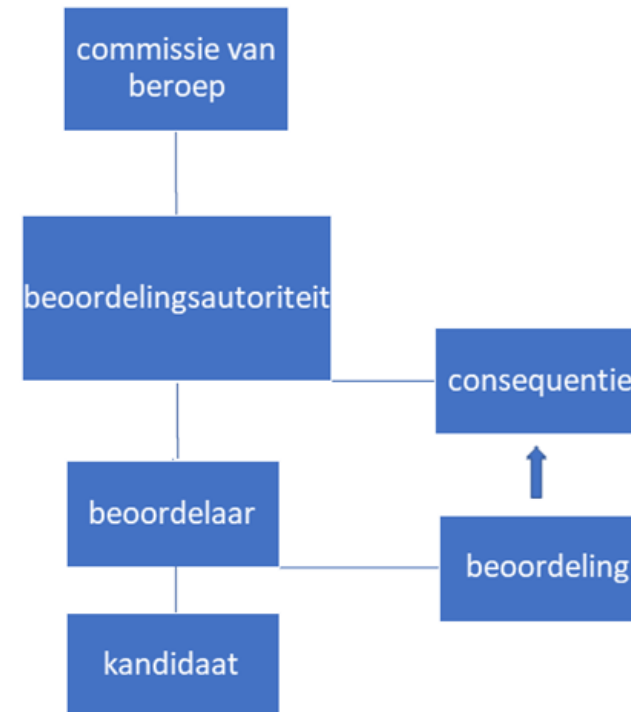 commissie van
beroep
beoordelingsautoriteit
consequentie
beoordelaar
beoordeling
kandidaat